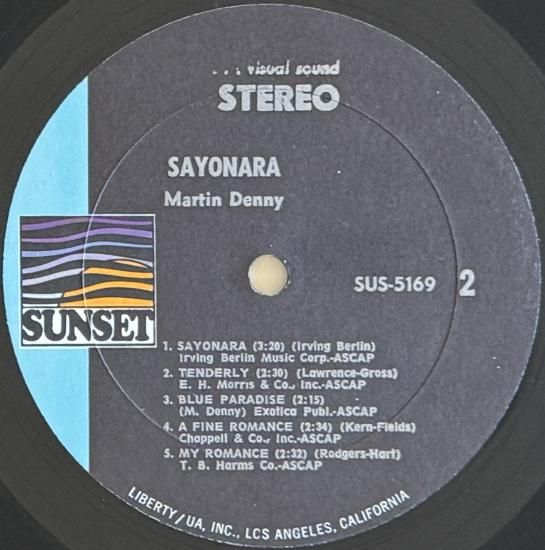 . . . visual sound
STEREO
SAYONARA
Martin Denny
SUS-5169 2
SUNSET
1. SAYONARA (3:20) (Irving Berlin)
Irving Berlin Music Corp.-ASCAP
2. TENDERLY (2:30) (Lawrence-Gross)
E. H. Morris & Co., Inc.-ASCAP
3. BLUE PARADISE (2:15)
(M. Denny) Exotica Publ.-ASCAP
4. A FINE ROMANCE (2:34) (Kern-Fields)
Chappell & Co., Inc.-ASCAP
5. MY ROMANCE (2:32) (Rodgers-Hart)
T. B. Harms Co.-ASCAP
LIBERTY/UA, INC., LCS ANGELES, CALIFORNIA